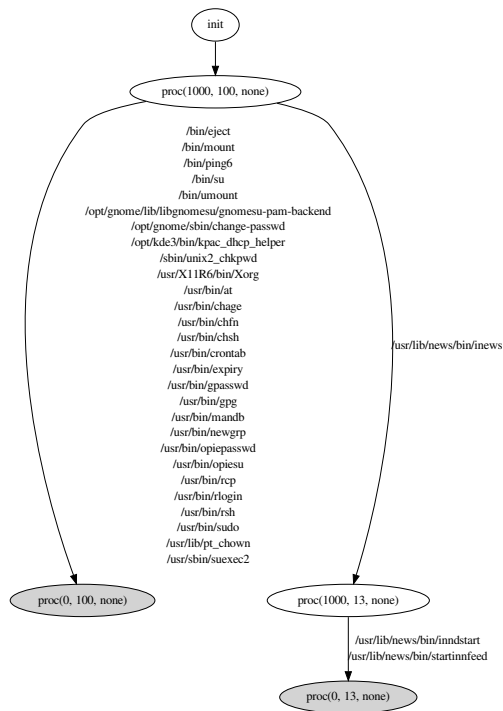 init
proc(1000, 100, none)
/bin/eject
/bin/mount
/bin/ping6
/bin/su
/bin/umount
/opt/gnome/lib/libgnomesu/gnomesu-pam-backend
/opt/gnome/sbin/change-passwd
/opt/kde3/bin/kpac_dhcp_helper
/sbin/unix2_chkpwd
/usr/X11R6/bin/Xorg
/usr/bin/at
/usr/bin/chage
/usr/bin/chfn
/usr/bin/chsh
/usr/bin/crontab
/usr/bin/expiry
/usr/bin/gpasswd
/usr/bin/gpg
/usr/bin/mandb
/usr/bin/newgrp
/usr/bin/opiepasswd
/usr/bin/opiesu
/usr/bin/rcp
/usr/bin/rlogin
/usr/bin/rsh
/usr/bin/sudo
/usr/lib/pt_chown
/usr/sbin/suexec2
/usr/lib/news/bin/inews
proc(0, 100, none)
proc(1000, 13, none)
/usr/lib/news/bin/inndstart
/usr/lib/news/bin/startinnfeed
proc(0, 13, none)